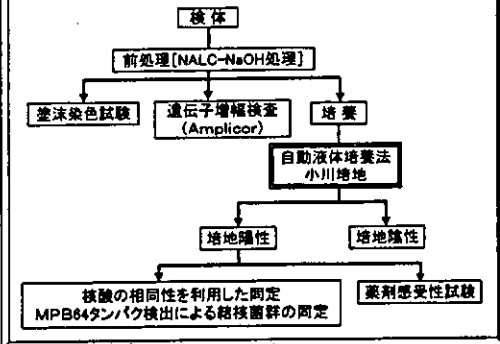 検体
前処理[NALC-NaOH処理]
塗沫染色試験
遺伝子増幅検査
(Amplicor)
培養
自動液体培養法
小川培地
培地陽性
培地陰性
核酸の相同性を利用した同定
MPB64タンパク検出による結核菌群の同定
薬剤感受性試験